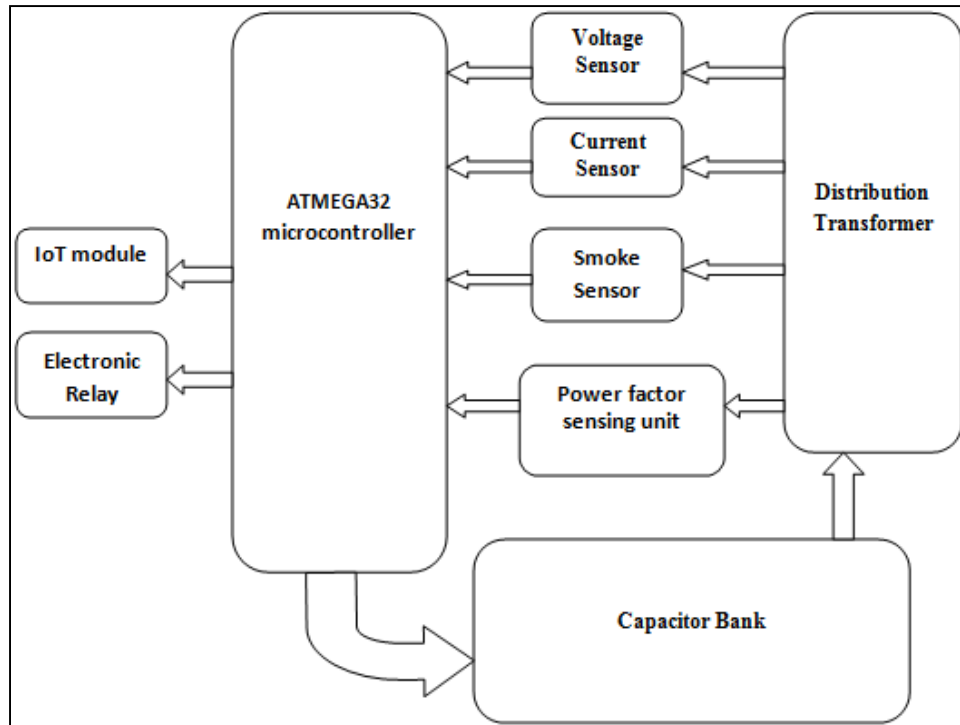 Voltage
Sensor
Current
Sensor
Distribution
Transformer
ATMEGA32
microcontroller
IoT module
Smoke
Sensor
Electronic
Relay
Power factor
sensing unit
Capacitor Bank